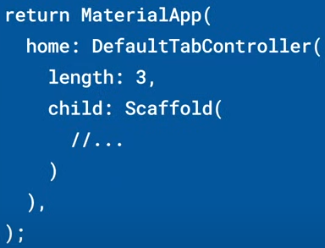 return MaterialApp(
  home: DefaultTabController(
    length: 3,
    child: Scaffold(
      //...
    )
  ),
);